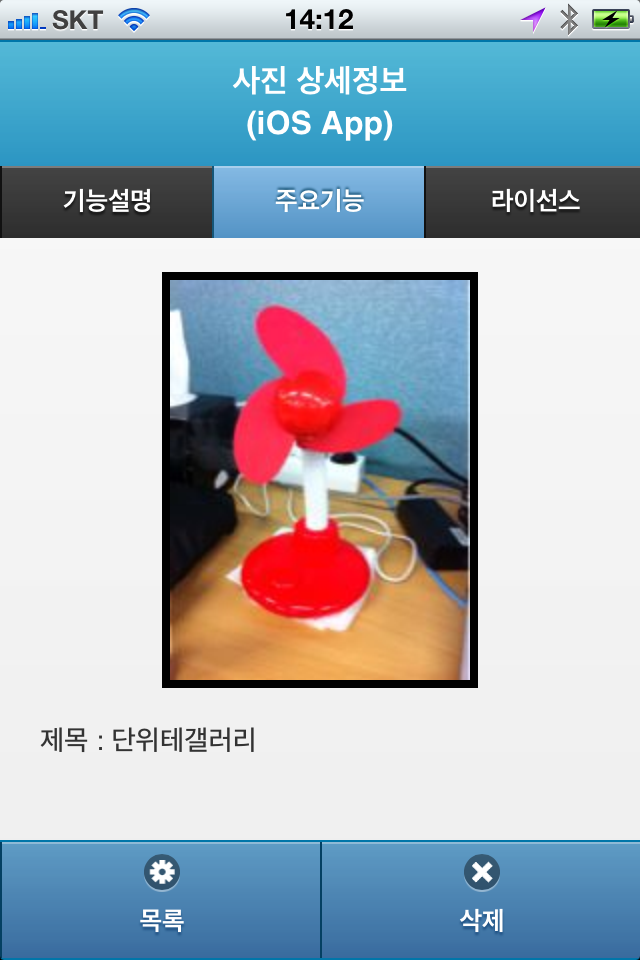 SKT 14:12
사진 상세정보
(iOS App)
기능설명 주요기능 라이선스
제목 : 단위테갤러리
목록 삭제